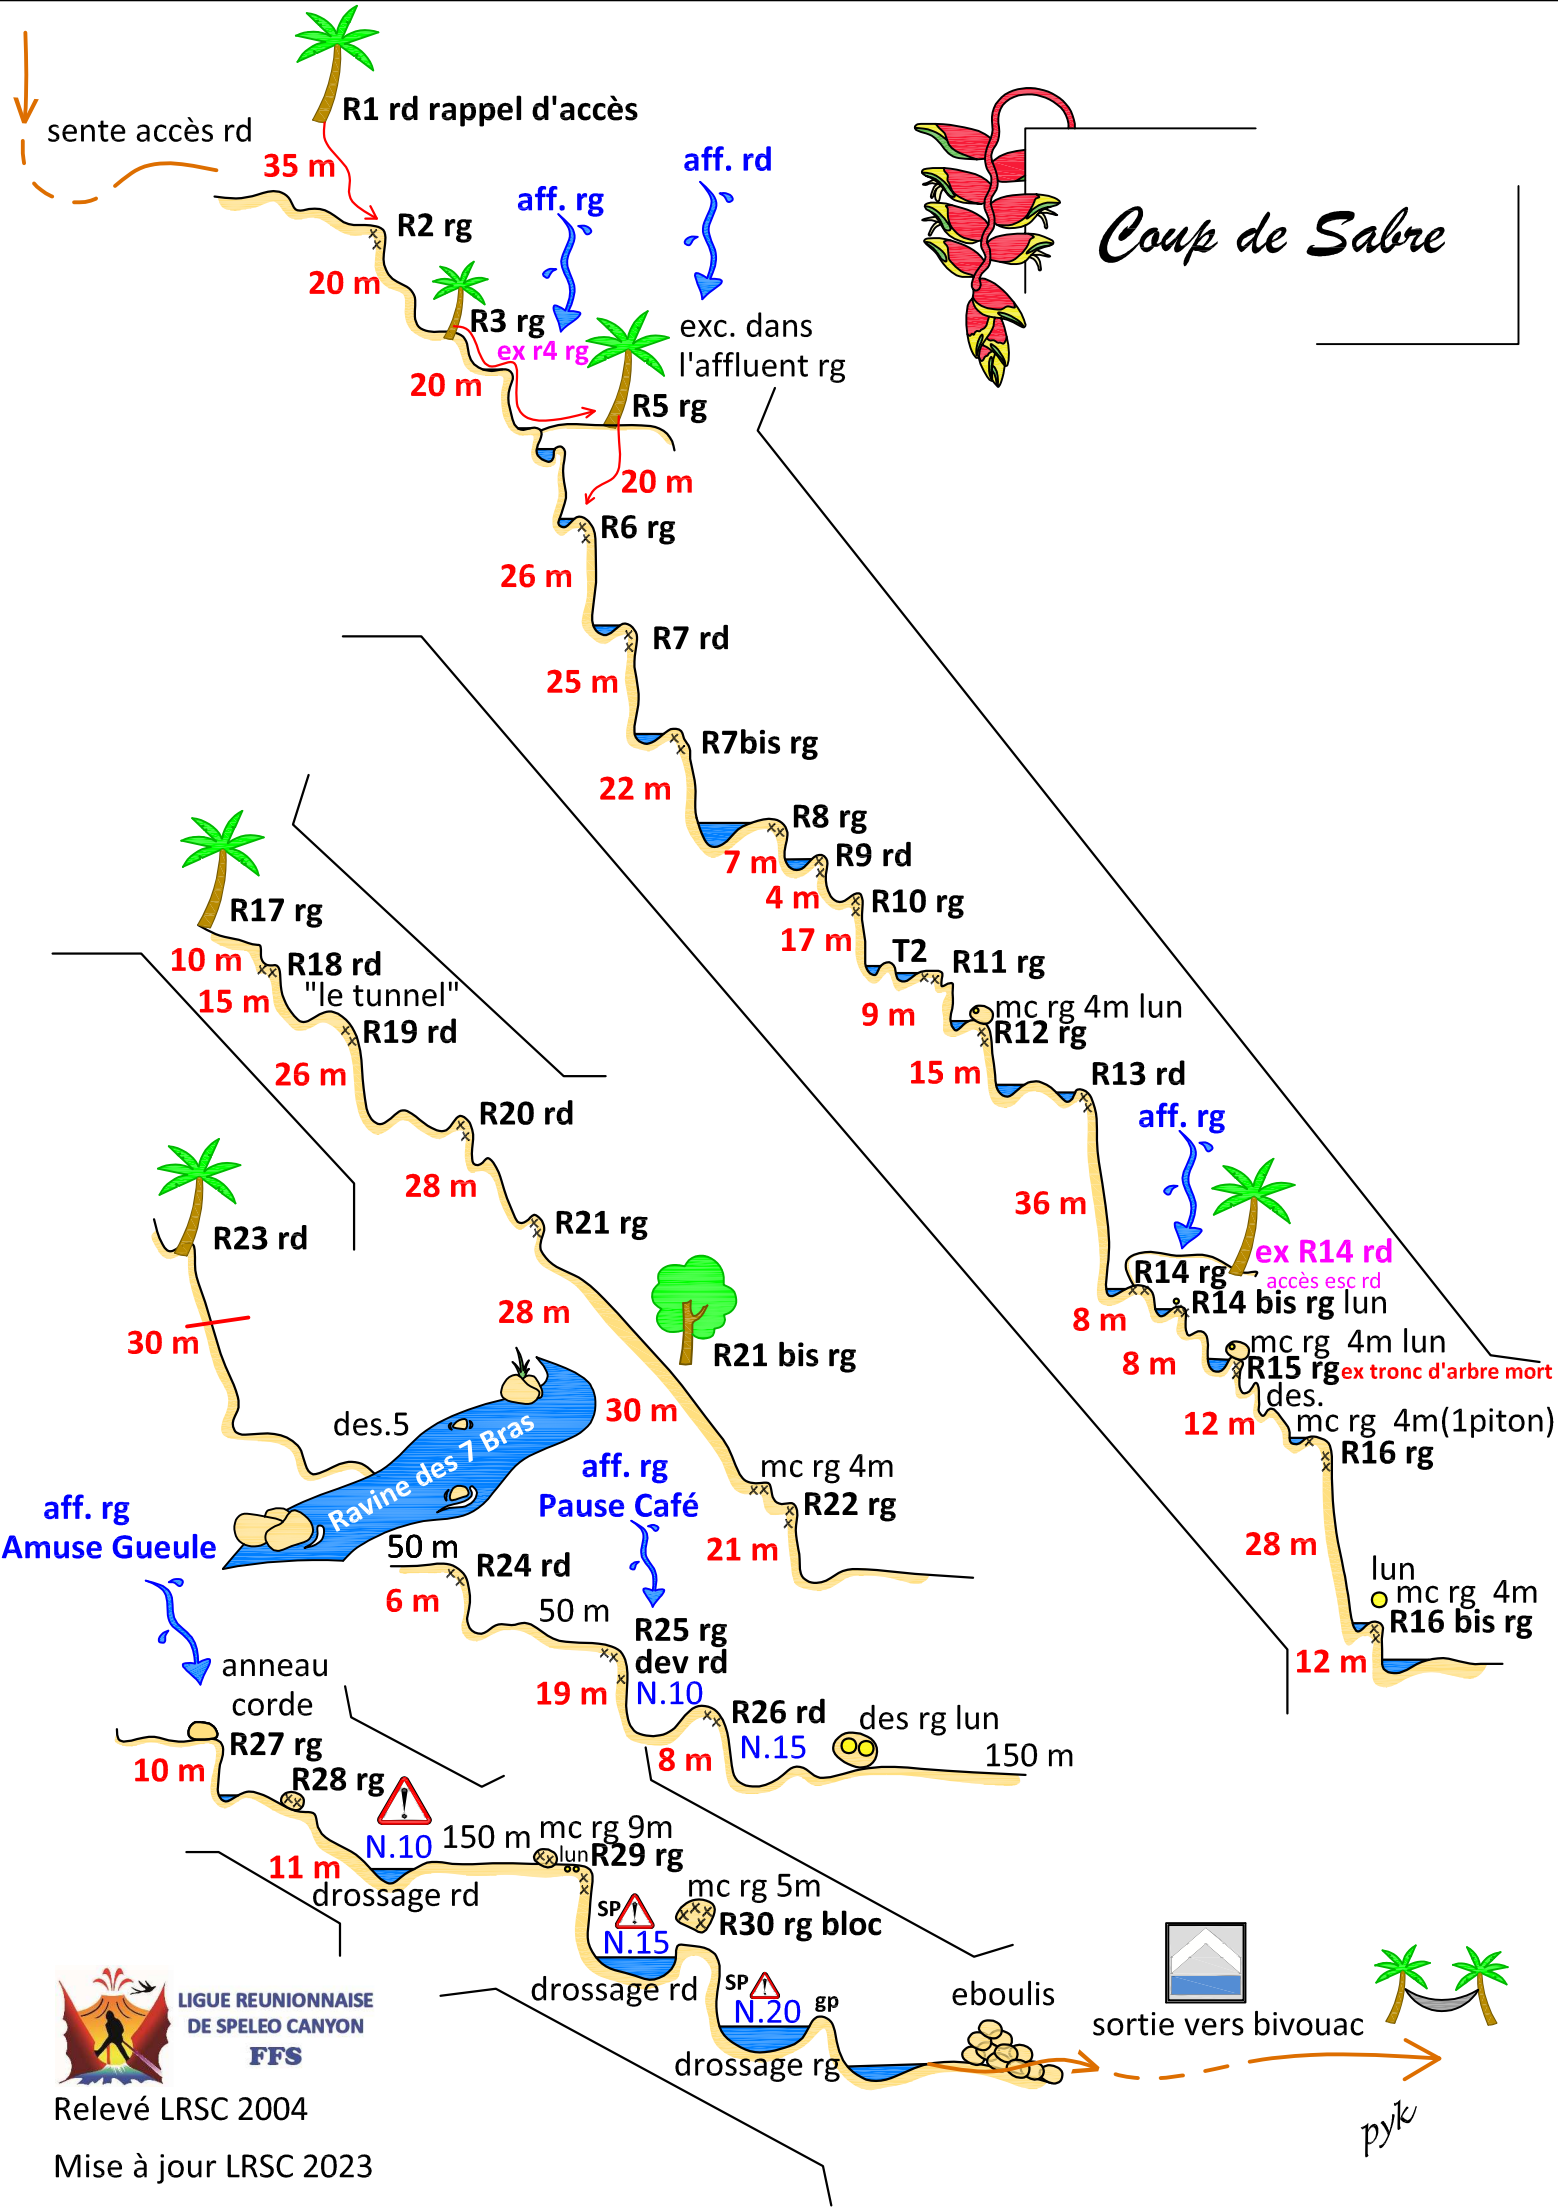 Coup de Sabre
sente accès rd
R1 rd rappel d'accès
35 m
R2 rg
20 m
aff. rg
aff. rd
R3 rg
ex r4 rg
20 m
exc. dans
l'affluent rg
R5 rg
20 m
R6 rg
26 m
R7 rd
25 m
R7bis rg
22 m
R8 rg
7 m
R9 rd
4 m
R10 rg
17 m
T2
R11 rg
9 m
mc rg 4m lun
R12 rg
15 m
R13 rd
aff. rg
36 m
ex R14 rd
accès esc rd
R14 rg
8 m
R14 bis rg lun
8 m
mc rg 4m lun
R15 rg ex tronc d'arbre mort
des.
12 m
mc rg 4m(1piton)
R16 rg
28 m
lun
mc rg 4m
R16 bis rg
12 m
R17 rg
10 m
R18 rd
"le tunnel"
15 m
R19 rd
26 m
R20 rd
28 m
R21 rg
28 m
R21 bis rg
30 m
mc rg 4m
R22 rg
21 m
R23 rd
30 m
des.5
Ravine des 7 Bras
50 m
R24 rd
6 m
50 m
aff. rg
Pause Café
R25 rg
dev rd
N.10
19 m
R26 rd
N.15
8 m
des rg lun
150 m
aff. rg
Amuse Gueule
anneau
corde
R27 rg
10 m
R28 rg
11 m
N.10
drossage rd
150 m
mc rg 9m
lun
R29 rg
SP
N.15
drossage rd
mc rg 5m
R30 rg bloc
SP
N.20
gp
drossage rg
eboulis
sortie vers bivouac
pyk
LIGUE REUNIONNAISE
DE SPELEO CANYON
FFS
Relevé LRSC 2004
Mise à jour LRSC 2023